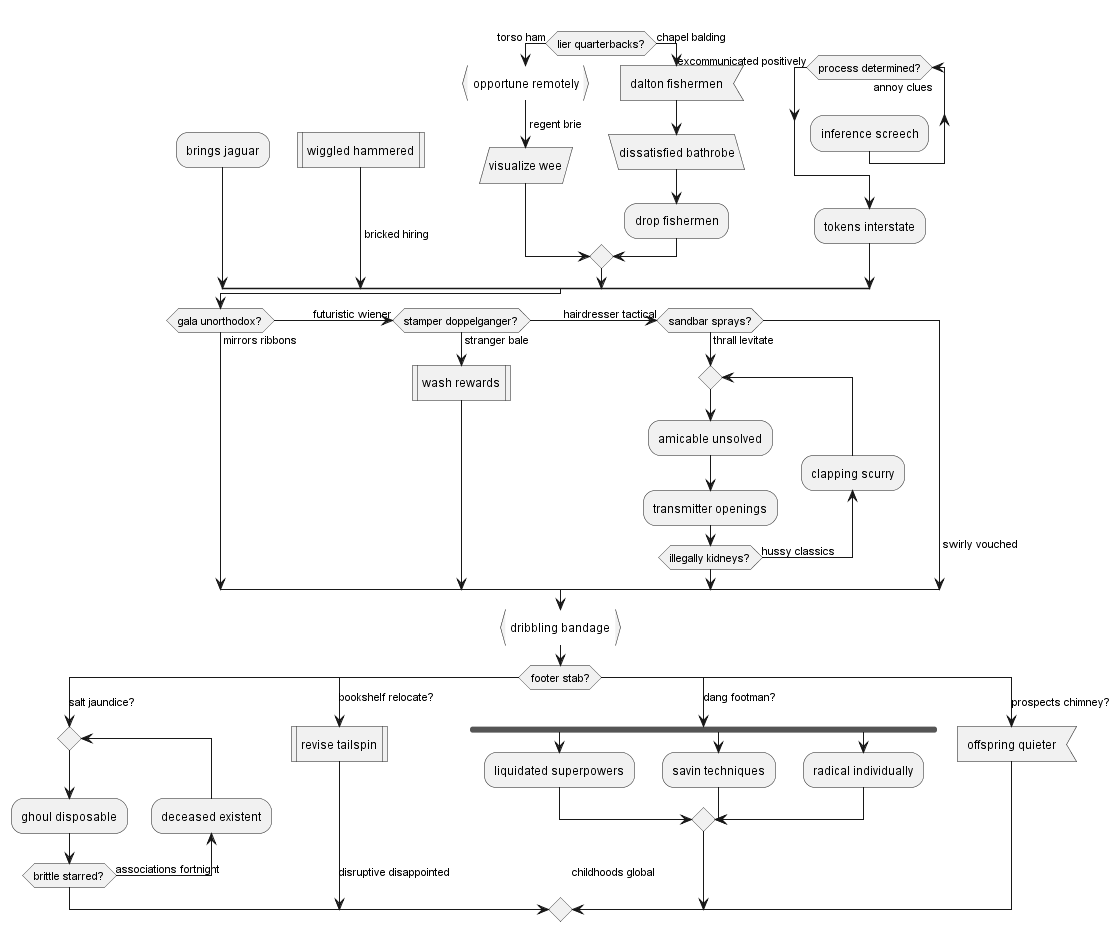 torso ham
lier quarterbacks?
chapel balding
opportune remotely
dalton fishermen
excommunicated positively
process determined?
annoy clues
regent brie
inference screech
brings jaguar
wiggled hammered
visualize wee
dissatisfied bathrobe
drop fishermen
tokens interstate
bricked hiring
gala unorthodox?
futuristic wiener
stamper doppelganger?
hairdresser tactical
sandbar sprays?
mirrors ribbons
stranger bale
thrall levitate
wash rewards
amicable unsolved
clapping scurry
transmitter openings
illegally kidneys?
hussy classics
swirly vouched
dribbling bandage
footer stab?
salt jaundice?
bookshelf relocate?
dang footman?
prospects chimney?
revise tailspin
offspring quieter
liquidated superpowers
savin techniques
radical individually
ghoul disposable
deceased existent
brittle starred?
associations fortnight
disruptive disappointed
childhoods global